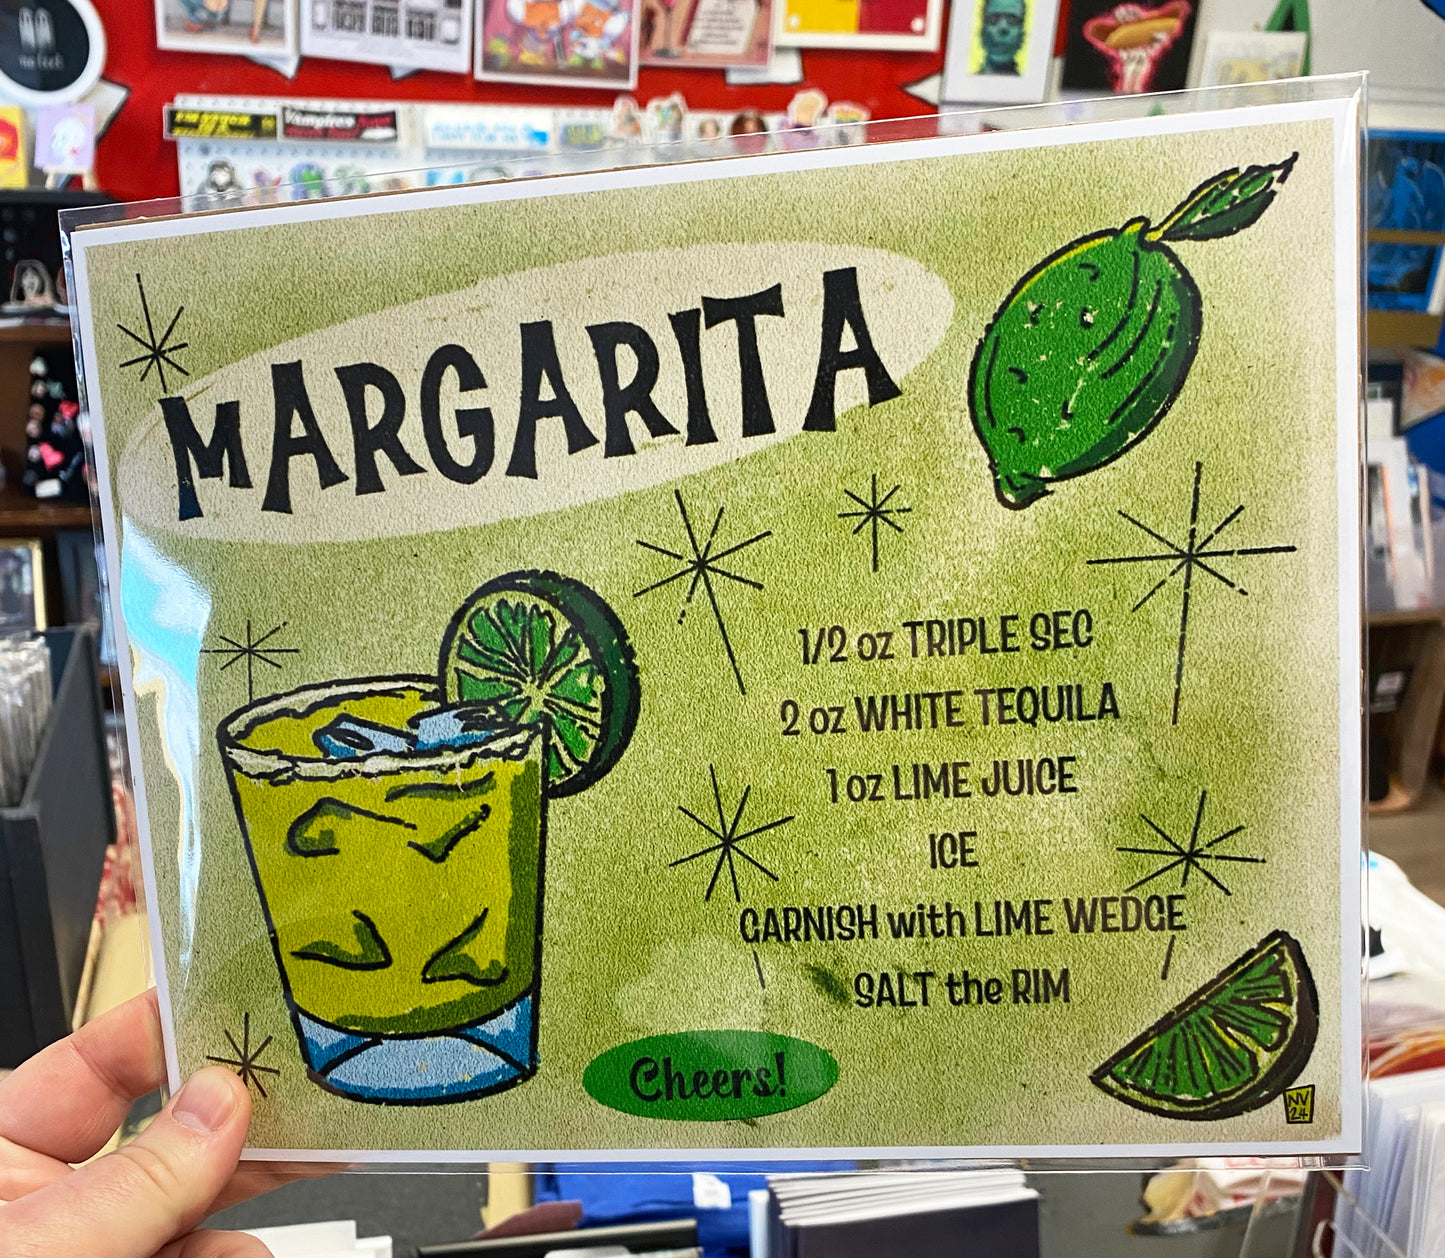 MARGARITA
1/2 oz TRIPLE SEC
2 oz WHITE TEQUILA
1 oz LIME JUICE
ICE
GARNISH with LIME WEDGE
SALT the RIM
Cheers!
NV
24